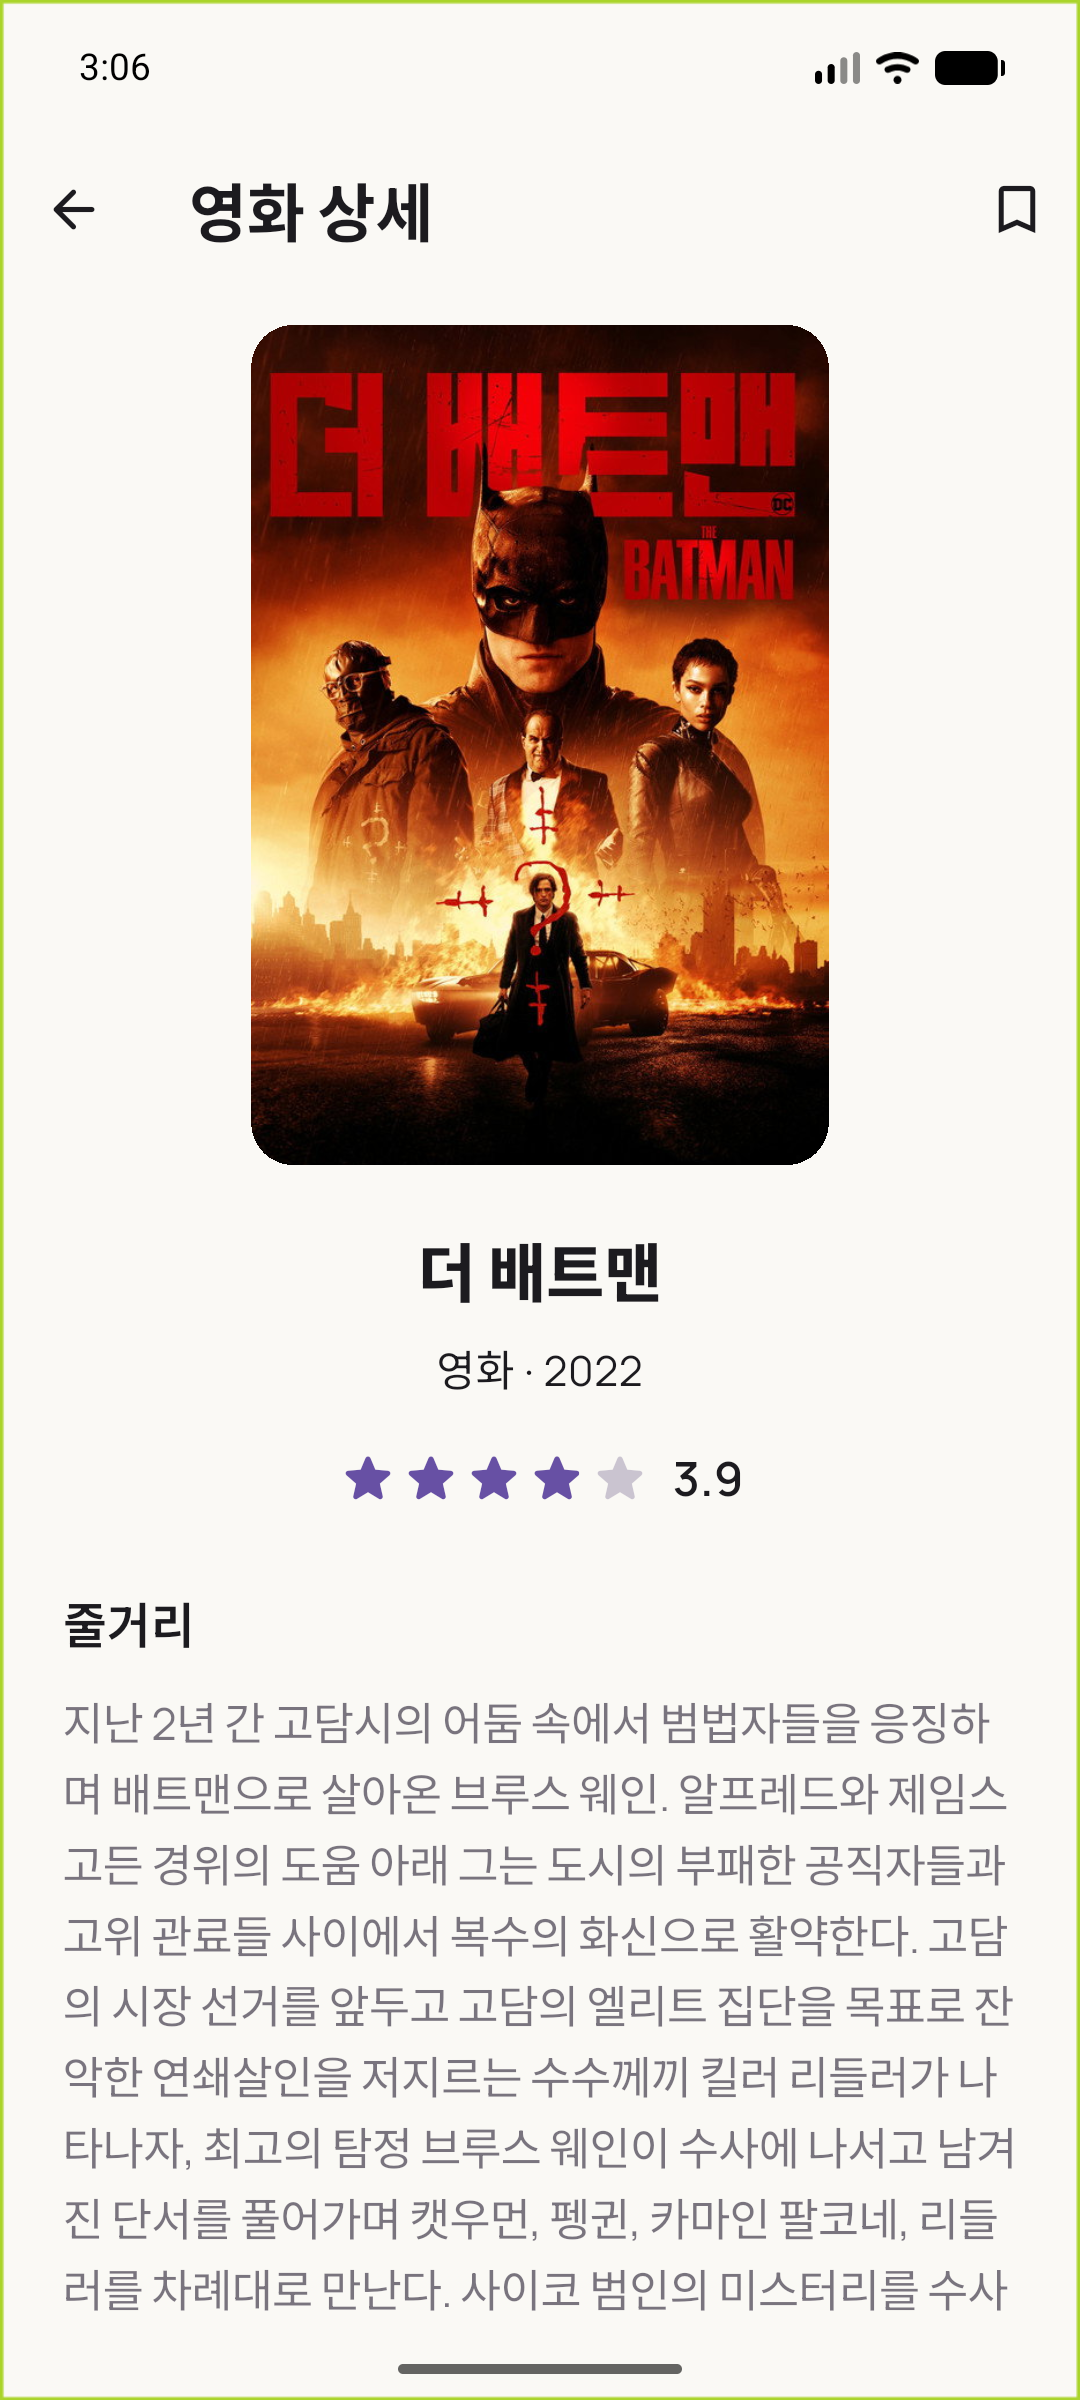 3:06
영화 상세
더 배트맨
DC
THE
BATMAN
더 배트맨
영화 · 2022
3.9
줄거리
지난 2년 간 고담시의 어둠 속에서 범법자들을 응징하
며 배트맨으로 살아온 브루스 웨인. 알프레드와 제임스
고든 경위의 도움 아래 그는 도시의 부패한 공직자들과
고위 관료들 사이에서 복수의 화신으로 활약한다. 고담
의 시장 선거를 앞두고 고담의 엘리트 집단을 목표로 잔
악한 연쇄살인을 저지르는 수수께끼 킬러 리들러가 나
타나자, 최고의 탐정 브루스 웨인이 수사에 나서고 남겨
진 단서를 풀어가며 캣우먼, 펭귄, 카마인 팔코네, 리들
러를 차례대로 만난다. 사이코 범인의 미스터리를 수사